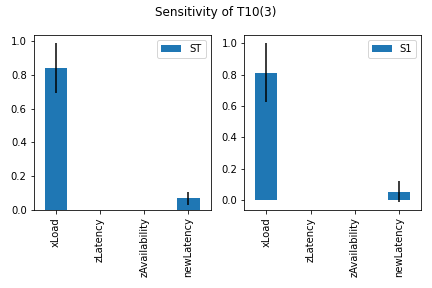 Sensitivity of T10(3)
ST
1.0
0.8
0.6
0.4
0.2
0.0
xLoad
zLatency
zAvailability
newLatency
S1
1.0
0.8
0.6
0.4
0.2
0.0
xLoad
zLatency
zAvailability
newLatency